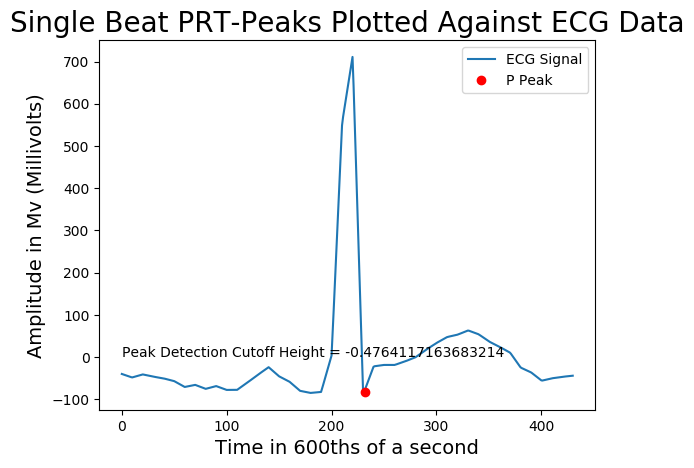 Single Beat PRT-Peaks Plotted Against ECG Data
ECG Signal
P Peak
Amplitude in Mv (Millivolts)
700
600
500
400
300
200
100
0
−100
Peak Detection Cutoff Height = -0.4764117163683214
0 100 200 300 400
Time in 600ths of a second